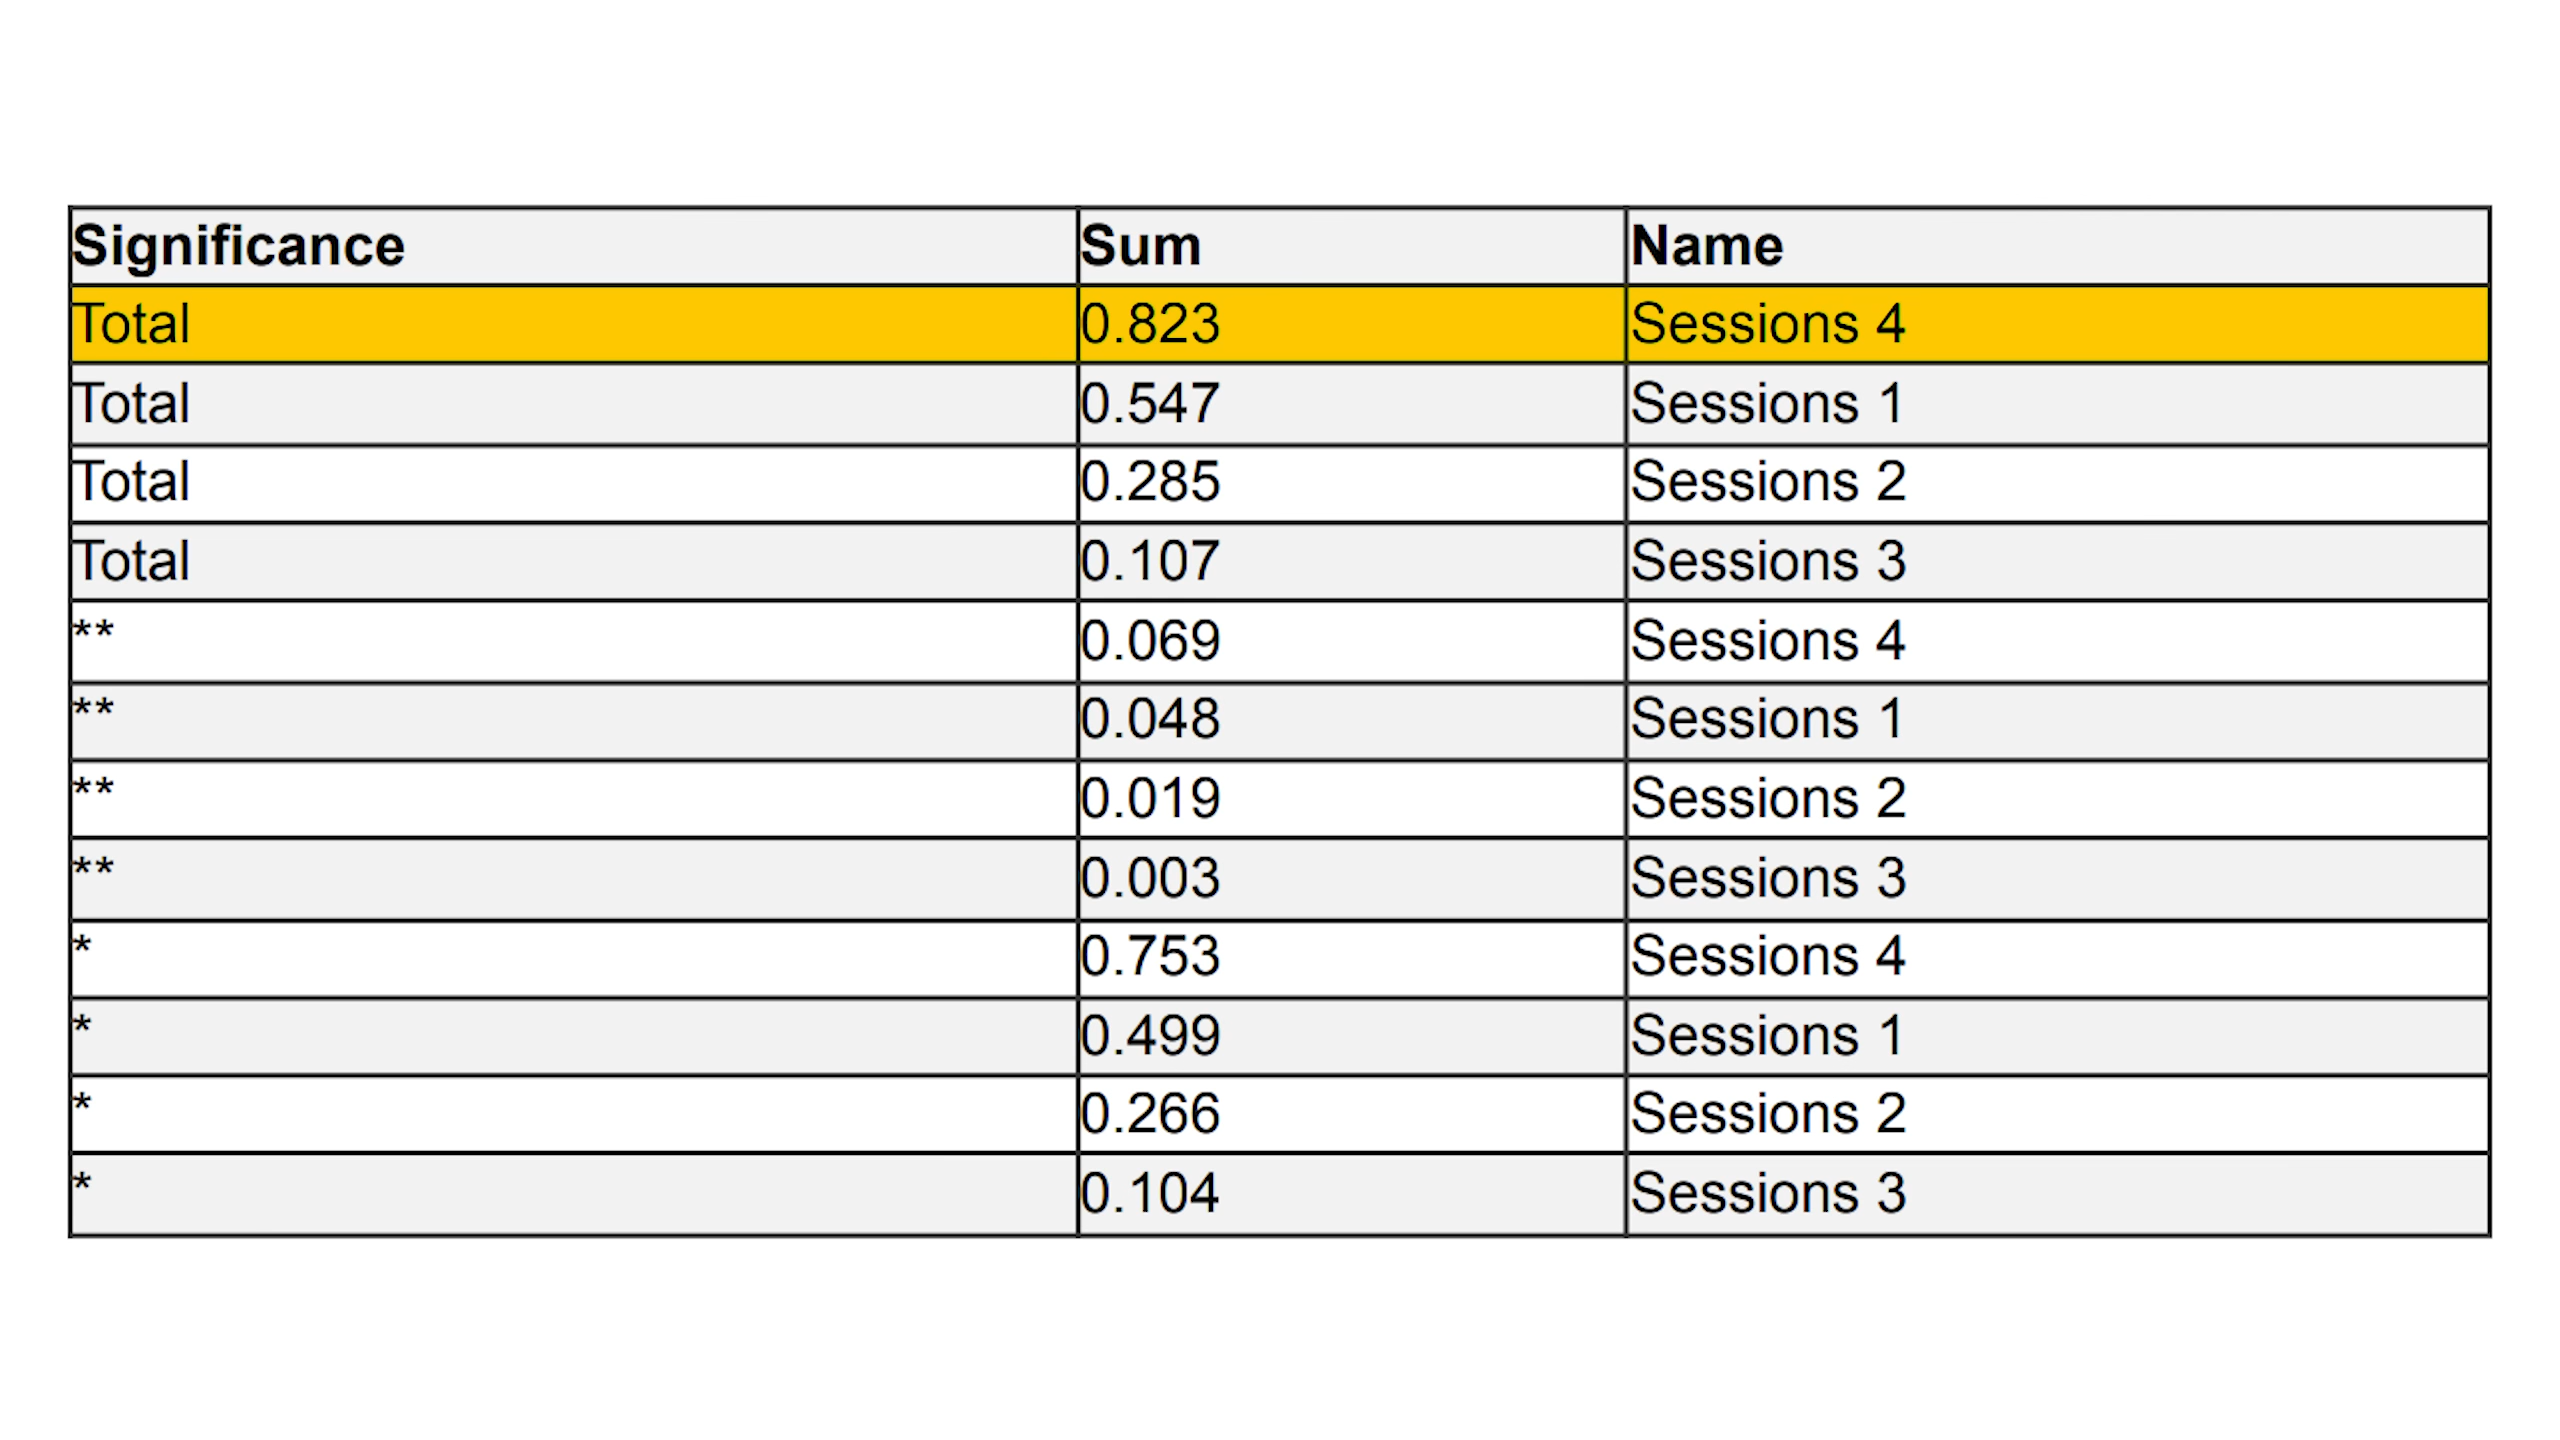 Significance Sum Name
Total 0.823 Sessions 4
Total 0.547 Sessions 1
Total 0.285 Sessions 2
Total 0.107 Sessions 3
** 0.069 Sessions 4
** 0.048 Sessions 1
** 0.019 Sessions 2
** 0.003 Sessions 3
* 0.753 Sessions 4
* 0.499 Sessions 1
* 0.266 Sessions 2
* 0.104 Sessions 3